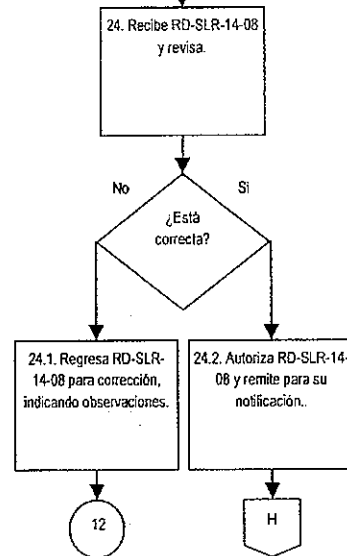 24. Recibe RD-SLR-14-08
y revisa.
No
Si
¿Está
correcta?
24.1. Regresa RD-SLR-
14-08 para corrección,
indicando observaciones.
24.2. Autoriza RD-SLR-14-
08 y remite para su
notificación..
12
H